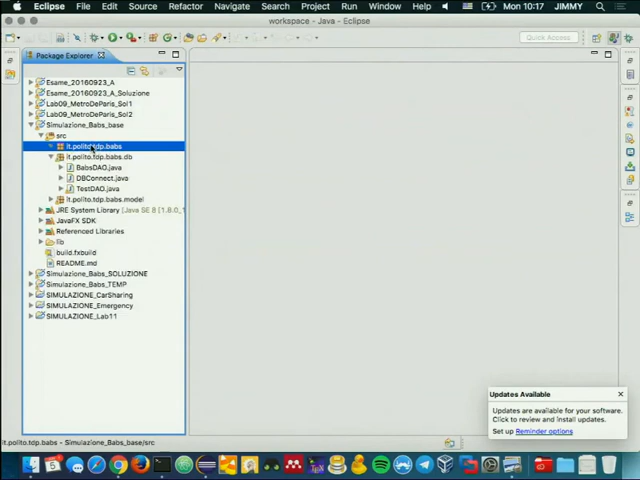 Eclipse File Edit Source Refactor Navigate Search Project Run Window Help Mon 10:17 JIMMY
workspace - Java - Eclipse
Quick Access
Package Explorer
Esame_20160923_A
Esame_20160923_A_Soluzione
Lab09_MetroDeParis_Sol1
Lab09_MetroDeParis_Sol2
Simulazione_Babs_base
src
it.polito.tdp.babs
it.polito.tdp.babs.db
BabsDAO.java
DBConnect.java
TestDAO.java
it.polito.tdp.babs.model
JRE System Library [Java SE 8 [1.8.0_
JavaFX SDK
Referenced Libraries
lib
build.fxbuild
README.md
Simulazione_Babs_SOLUZIONE
Simulazione_Babs_TEMP
SIMULAZIONE_CarSharing
SIMULAZIONE_Emergency
SIMULAZIONE_Lab11
Updates Available
Updates are available for your software.
Click to review and install updates.
Set up Reminder options
it.polito.tdp.babs - Simulazione_Babs_base/src